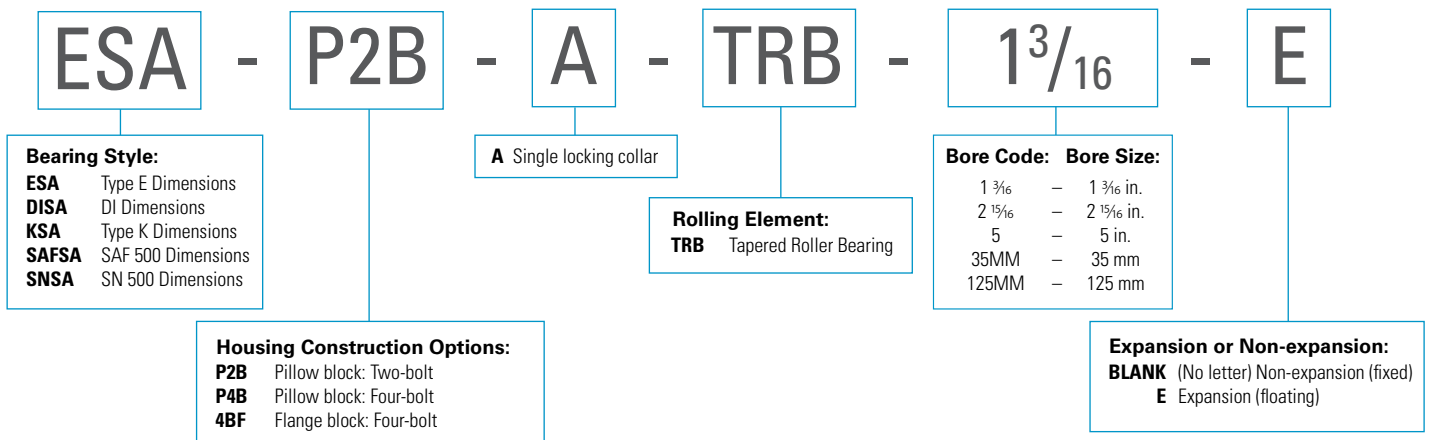 ESA - P2B - A - TRB - 1 3/16 - E
Bearing Style:
ESA Type E Dimensions
DISA DI Dimensions
KSA Type K Dimensions
SAFSA SAF 500 Dimensions
SNSA SN 500 Dimensions
Housing Construction Options:
P2B Pillow block: Two-bolt
P4B Pillow block: Four-bolt
4BF Flange block: Four-bolt
A Single locking collar
Rolling Element:
TRB Tapered Roller Bearing
Bore Code: Bore Size:
1 3/16 – 1 3/16 in.
2 15/16 – 2 15/16 in.
5 – 5 in.
35MM – 35 mm
125MM – 125 mm
Expansion or Non-expansion:
BLANK (No letter) Non-expansion (fixed)
E Expansion (floating)